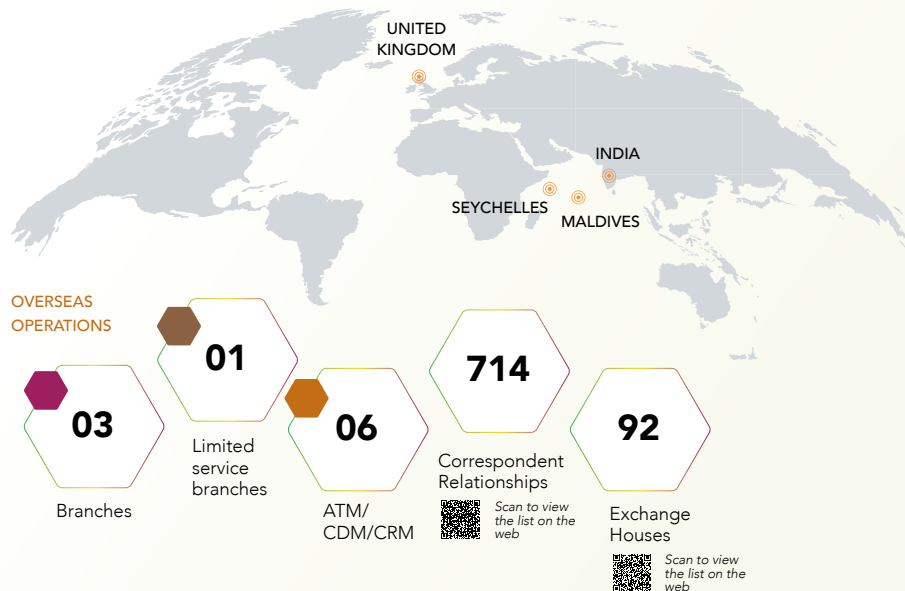 UNITED
KINGDOM
INDIA
SEYCHELLES
MALDIVES
OVERSEAS
OPERATIONS
03
Branches
01
Limited
service
branches
06
ATM/
CDM/CRM
714
Correspondent
Relationships
Scan to view
the list on the
web
92
Exchange
Houses
Scan to view
the list on the
web